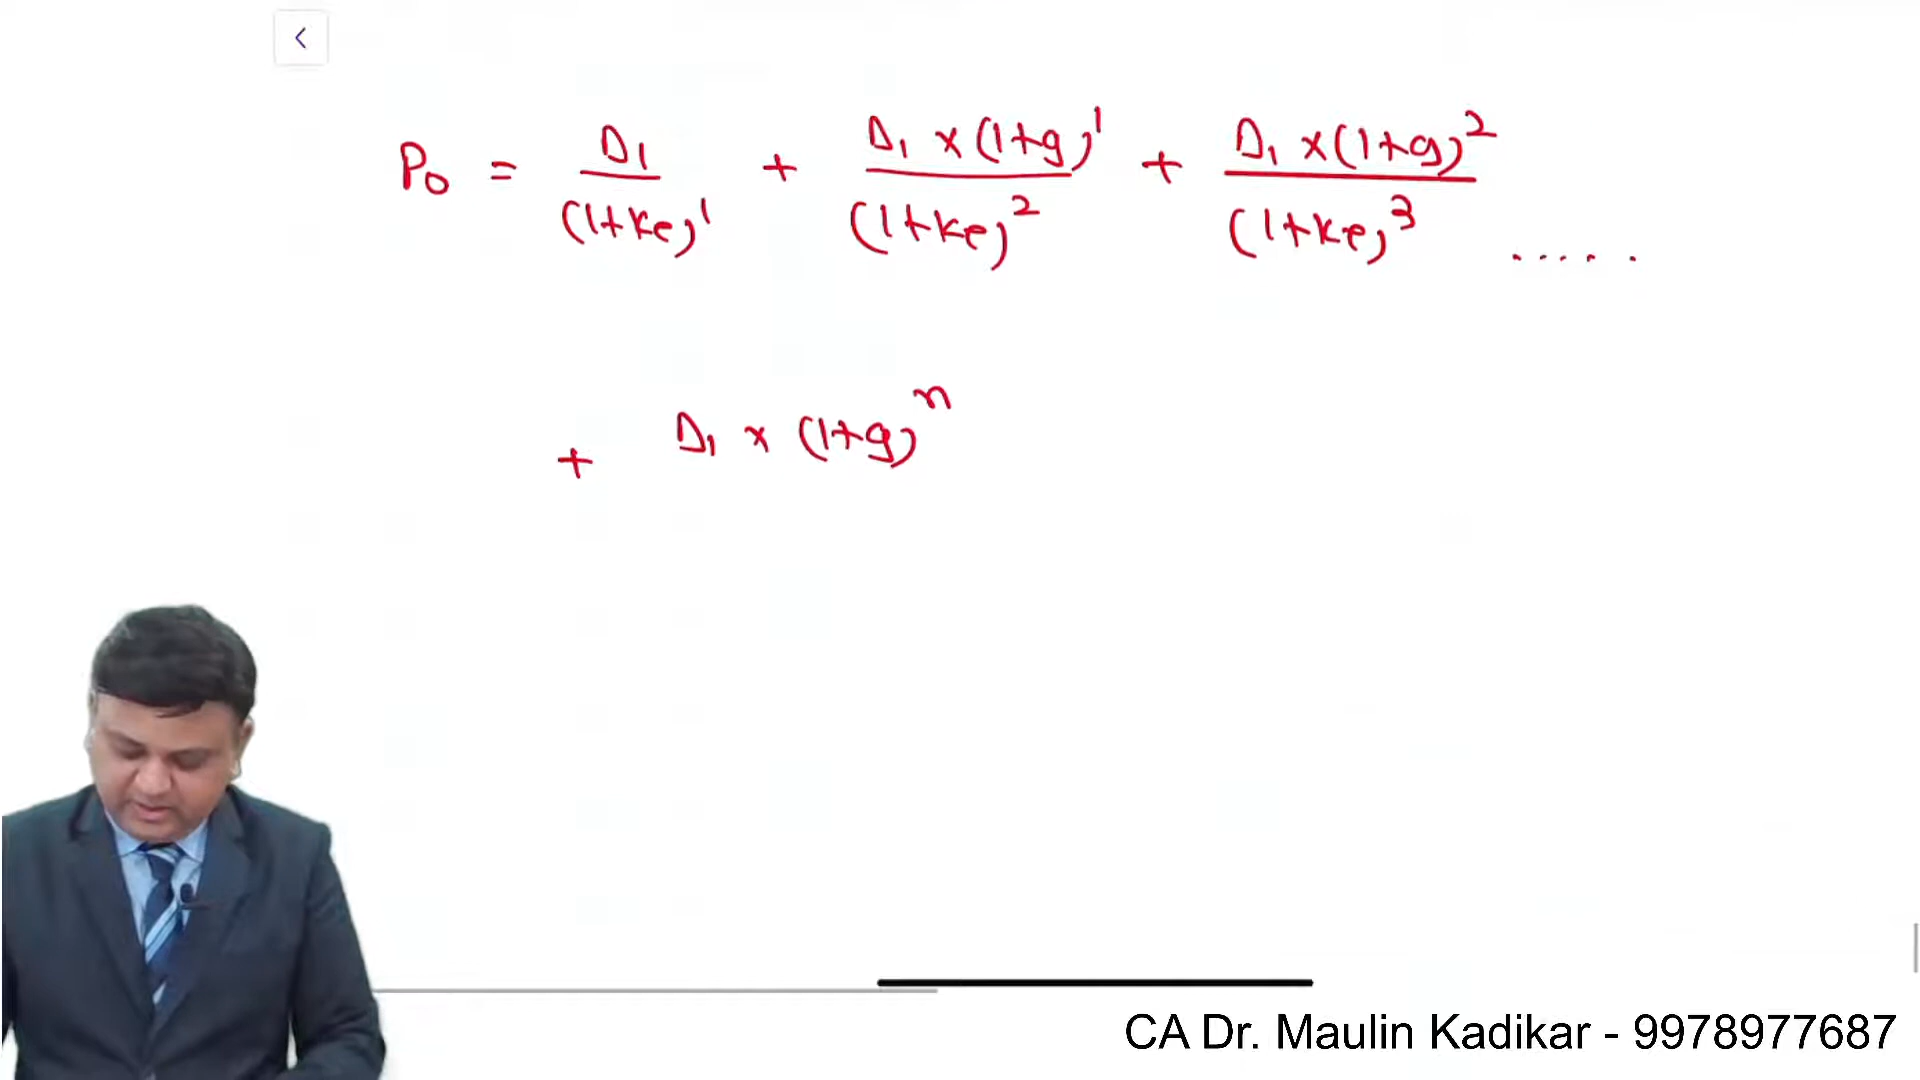 P₀ = D₁ / (1+ke)¹ + D₁ × (1+g)¹ / (1+ke)² + D₁ × (1+g)² / (1+ke)³ .....
+ D₁ × (1+g)ⁿ
CA Dr. Maulin Kadikar - 9978977687